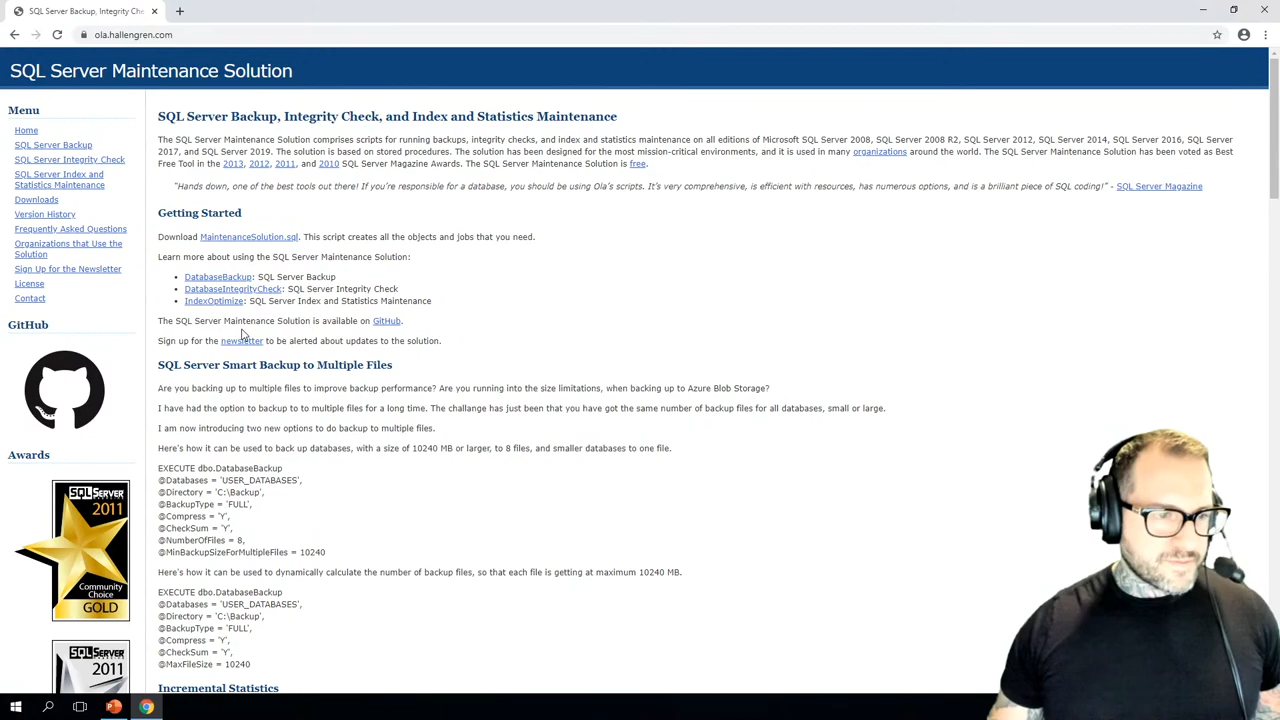 SQL Server Backup, Integrity Che
ola.hallengren.com
SQL Server Maintenance Solution
Menu
Home
SQL Server Backup
SQL Server Integrity Check
SQL Server Index and
Statistics Maintenance
Downloads
Version History
Frequently Asked Questions
Organizations that Use the
Solution
Sign Up for the Newsletter
License
Contact
GitHub
Awards
SQLSERVER
2011
Community
Choice
GOLD
SQLSERVER
2011
SQL Server Backup, Integrity Check, and Index and Statistics Maintenance
The SQL Server Maintenance Solution comprises scripts for running backups, integrity checks, and index and statistics maintenance on all editions of Microsoft SQL Server 2008, SQL Server 2008 R2, SQL Server 2012, SQL Server 2014, SQL Server 2016, SQL Server
2017, and SQL Server 2019. The solution is based on stored procedures. The solution has been designed for the most mission-critical environments, and it is used in many organizations around the world. The SQL Server Maintenance Solution has been voted as Best
Free Tool in the 2013, 2012, 2011, and 2010 SQL Server Magazine Awards. The SQL Server Maintenance Solution is free.
"Hands down, one of the best tools out there! If you're responsible for a database, you should be using Ola's scripts. It's very comprehensive, is efficient with resources, has numerous options, and is a brilliant piece of SQL coding!" - SQL Server Magazine
Getting Started
Download MaintenanceSolution.sql. This script creates all the objects and jobs that you need.
Learn more about using the SQL Server Maintenance Solution:
• DatabaseBackup: SQL Server Backup
• DatabaseIntegrityCheck: SQL Server Integrity Check
• IndexOptimize: SQL Server Index and Statistics Maintenance
The SQL Server Maintenance Solution is available on GitHub.
Sign up for the newsletter to be alerted about updates to the solution.
SQL Server Smart Backup to Multiple Files
Are you backing up to multiple files to improve backup performance? Are you running into the size limitations, when backing up to Azure Blob Storage?
I have had the option to backup to to multiple files for a long time. The challange has just been that you have got the same number of backup files for all databases, small or large.
I am now introducing two new options to do backup to multiple files.
Here's how it can be used to back up databases, with a size of 10240 MB or larger, to 8 files, and smaller databases to one file.
EXECUTE dbo.DatabaseBackup
@Databases = 'USER_DATABASES',
@Directory = 'C:\Backup',
@BackupType = 'FULL',
@Compress = 'Y',
@CheckSum = 'Y',
@NumberOfFiles = 8,
@MinBackupSizeForMultipleFiles = 10240
Here's how it can be used to dynamically calculate the number of backup files, so that each file is getting at maximum 10240 MB.
EXECUTE dbo.DatabaseBackup
@Databases = 'USER_DATABASES',
@Directory = 'C:\Backup',
@BackupType = 'FULL',
@Compress = 'Y',
@CheckSum = 'Y',
@MaxFileSize = 10240
Incremental Statistics